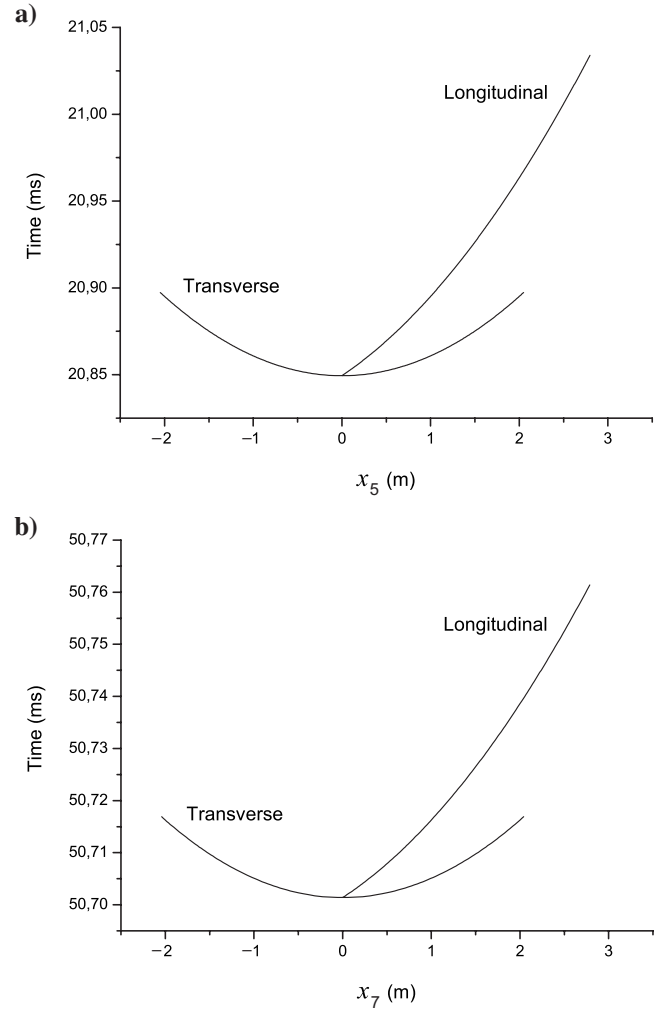 a)
21,05
21,00
20,95
20,90
20,85
Time (ms)
Longitudinal
Transverse
−2 −1 0 1 2 3
x5 (m)
b)
50,77
50,76
50,75
50,74
50,73
50,72
50,71
50,70
Time (ms)
Longitudinal
Transverse
−2 −1 0 1 2 3
x7 (m)